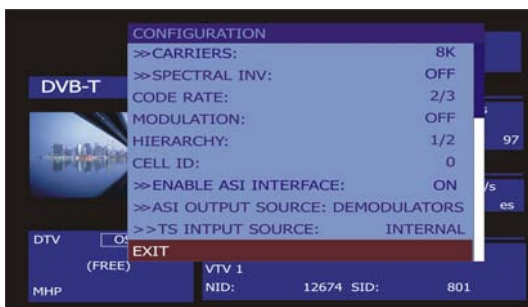 CONFIGURATION
>>CARRIERS: 8K
>>SPECTRAL INV: OFF
CODE RATE: 2/3
MODULATION: OFF
HIERARCHY: 1/2
CELL ID: 0
>>ENABLE ASI INTERFACE: ON
>>ASI OUTPUT SOURCE: DEMODULATORS
>>TS INTPUT SOURCE: INTERNAL
EXIT
DVB-T
97
/s
es
DTV
(FREE)
MHP
VTV 1
NID: 12674 SID: 801